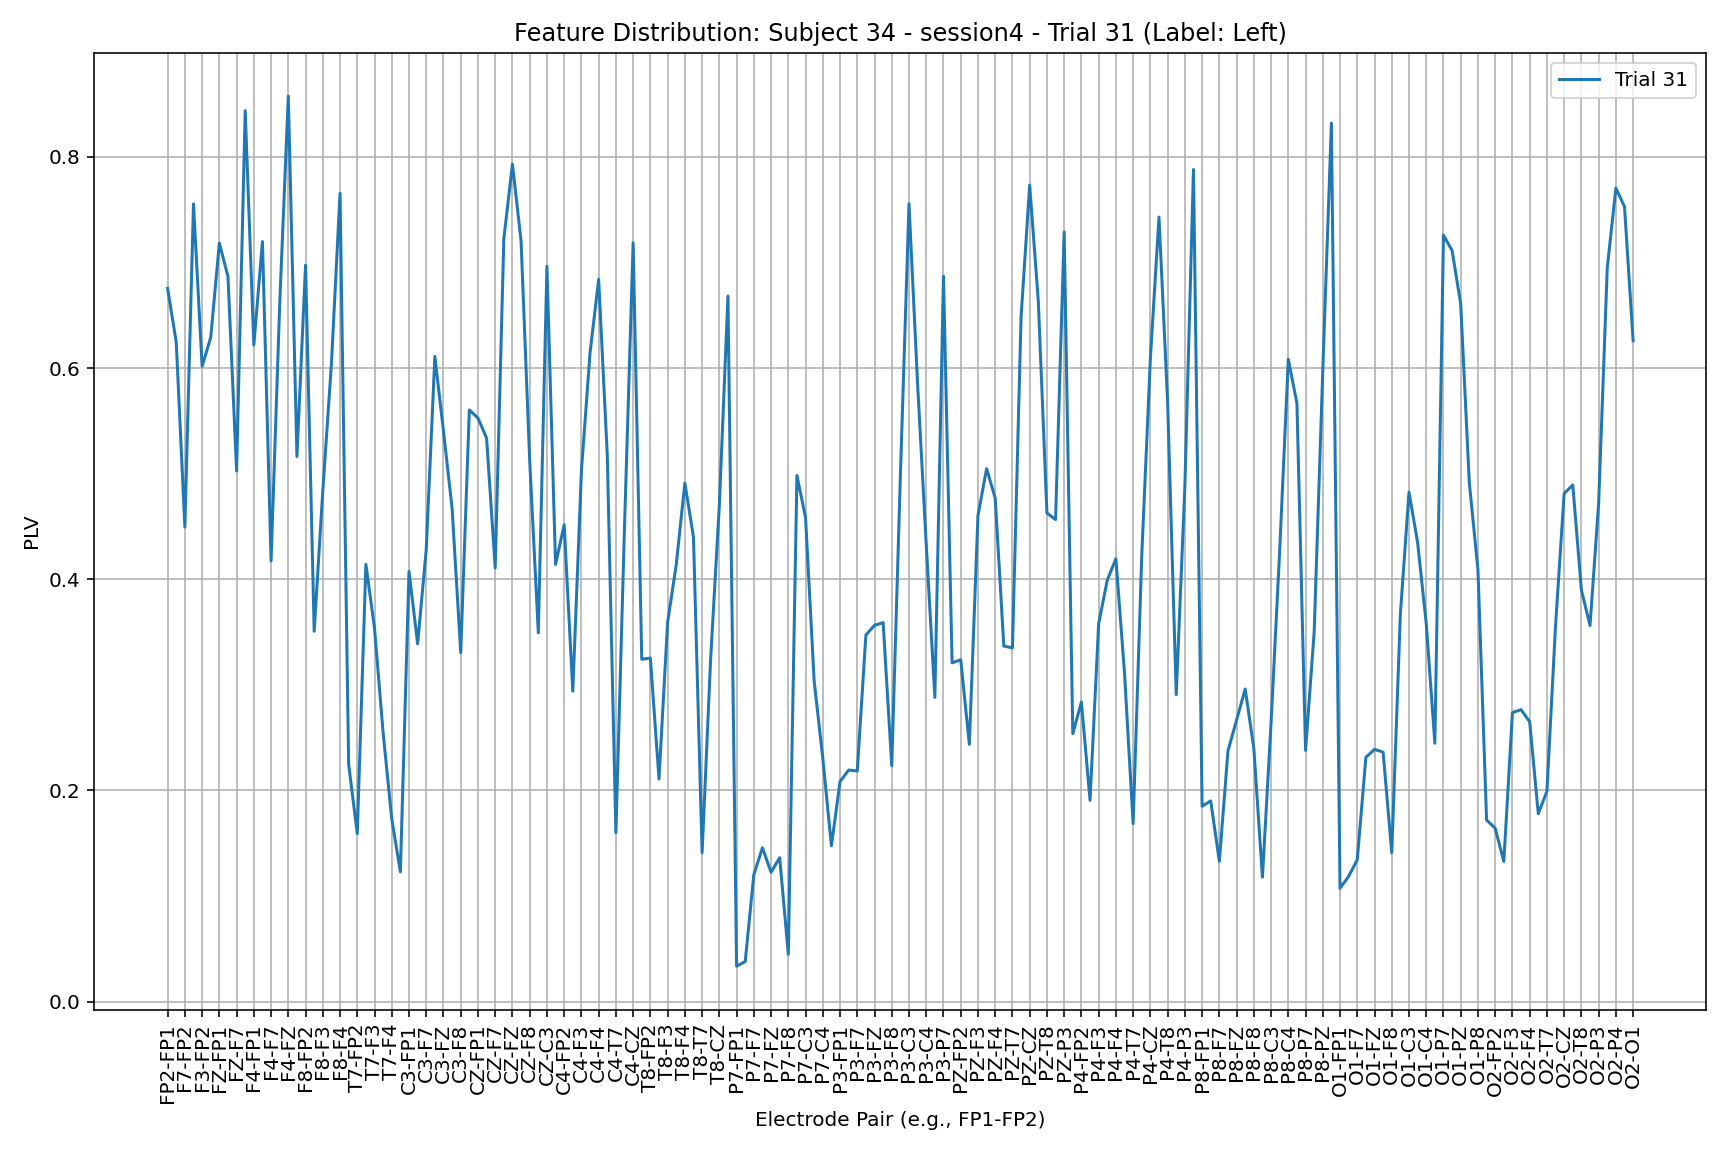 Feature Distribution: Subject 34 - session4 - Trial 31 (Label: Left)
Trial 31
PLV
0.8
0.6
0.4
0.2
0.0
FP2-FP1
F7-FP2
F3-FP2
FZ-FP1
FZ-F7
F4-FP1
F4-F7
F4-FZ
F8-FP2
F8-F3
F8-F4
T7-FP2
T7-F3
T7-F4
C3-FP1
C3-F7
C3-FZ
C3-F8
CZ-FP1
CZ-F7
CZ-FZ
CZ-F8
CZ-C3
C4-FP2
C4-F3
C4-F4
C4-T7
C4-CZ
T8-FP2
T8-F3
T8-F4
T8-T7
T8-CZ
P7-FP1
P7-F7
P7-FZ
P7-F8
P7-C3
P7-C4
P3-FP1
P3-F7
P3-FZ
P3-F8
P3-C3
P3-C4
P3-P7
PZ-FP2
PZ-F3
PZ-F4
PZ-T7
PZ-CZ
PZ-T8
PZ-P3
P4-FP2
P4-F3
P4-F4
P4-T7
P4-CZ
P4-T8
P4-P3
P8-FP1
P8-F7
P8-FZ
P8-F8
P8-C3
P8-C4
P8-P7
P8-PZ
O1-FP1
O1-F7
O1-FZ
O1-F8
O1-C3
O1-C4
O1-P7
O1-PZ
O1-P8
O2-FP2
O2-F3
O2-F4
O2-T7
O2-CZ
O2-T8
O2-P3
O2-P4
O2-O1
Electrode Pair (e.g., FP1-FP2)